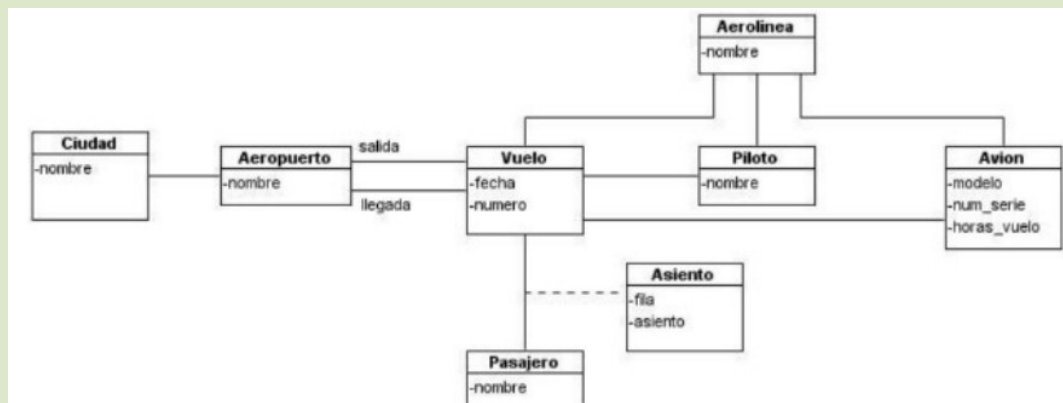 Aerolinea
-nombre
Ciudad
-nombre
Aeropuerto
-nombre
salida
llegada
Vuelo
-fecha
-numero
Piloto
-nombre
Avion
-modelo
-num_serie
-horas_vuelo
Asiento
-fila
-asiento
Pasajero
-nombre